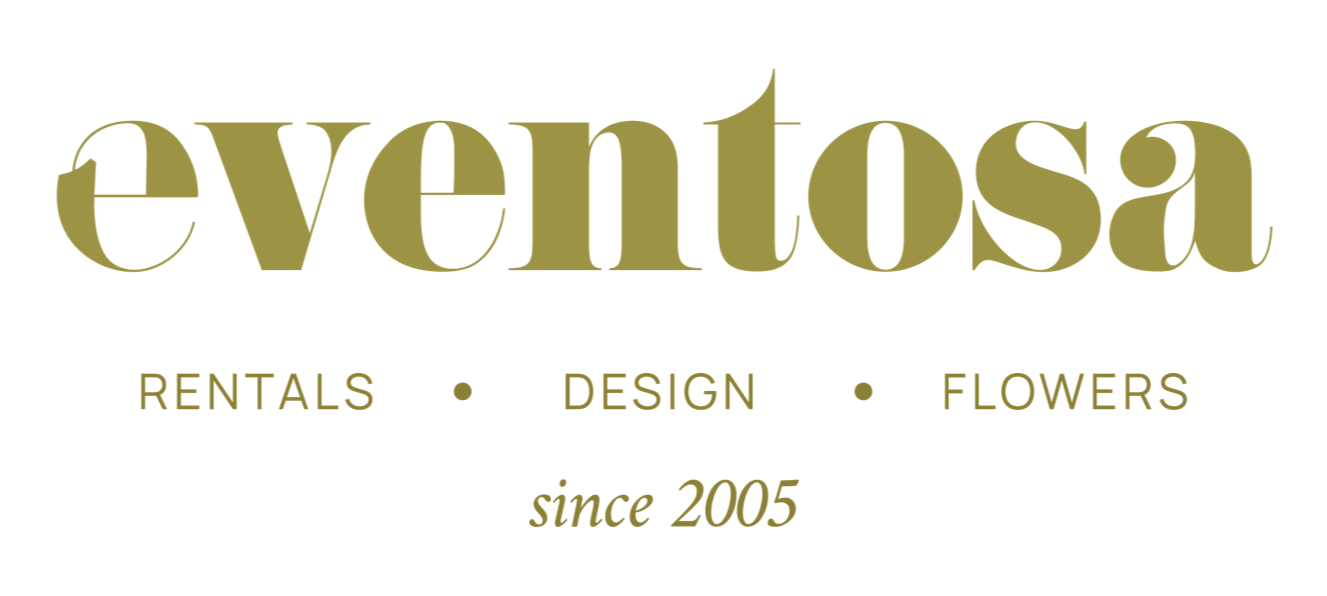 eventosa
RENTALS • DESIGN • FLOWERS
since 2005